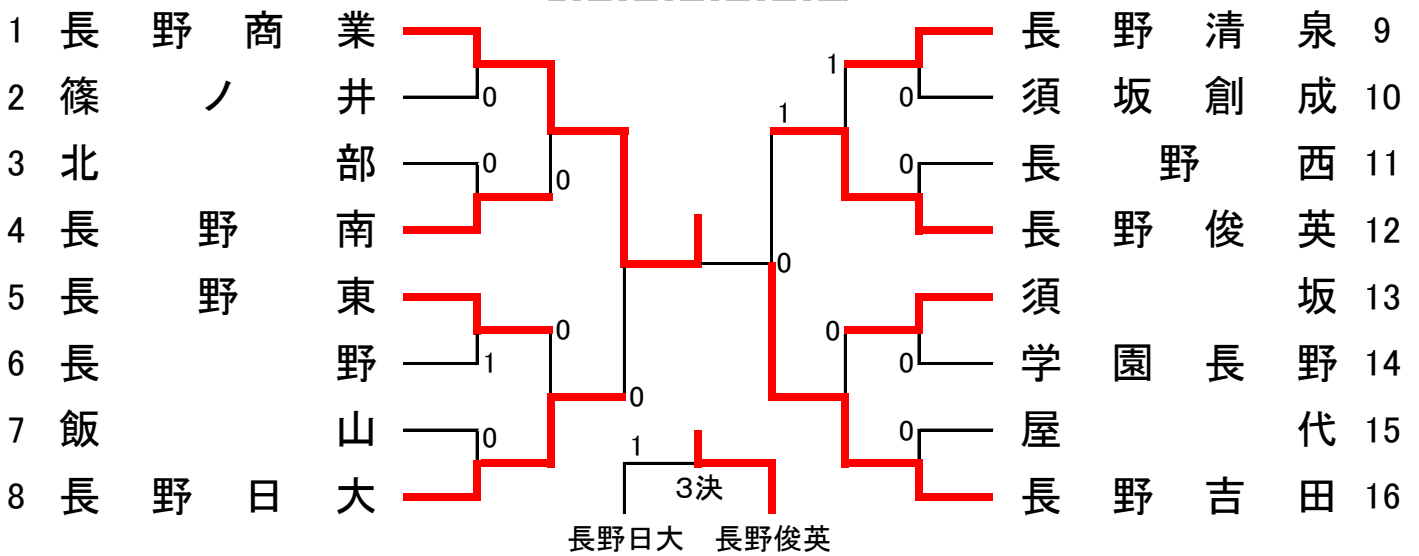 1 長野商業
2 篠ノ井
3 北部
4 長野南
5 長野東
6 長野
7 飯山
8 長野日大
0
0
0
0
1
0
0
1
3決
長野日大 長野俊英
1
1
0
0
0
0
0
0
長野清泉 9
須坂創成 10
長野西 11
長野俊英 12
須坂 13
学園長野 14
屋代 15
長野吉田 16